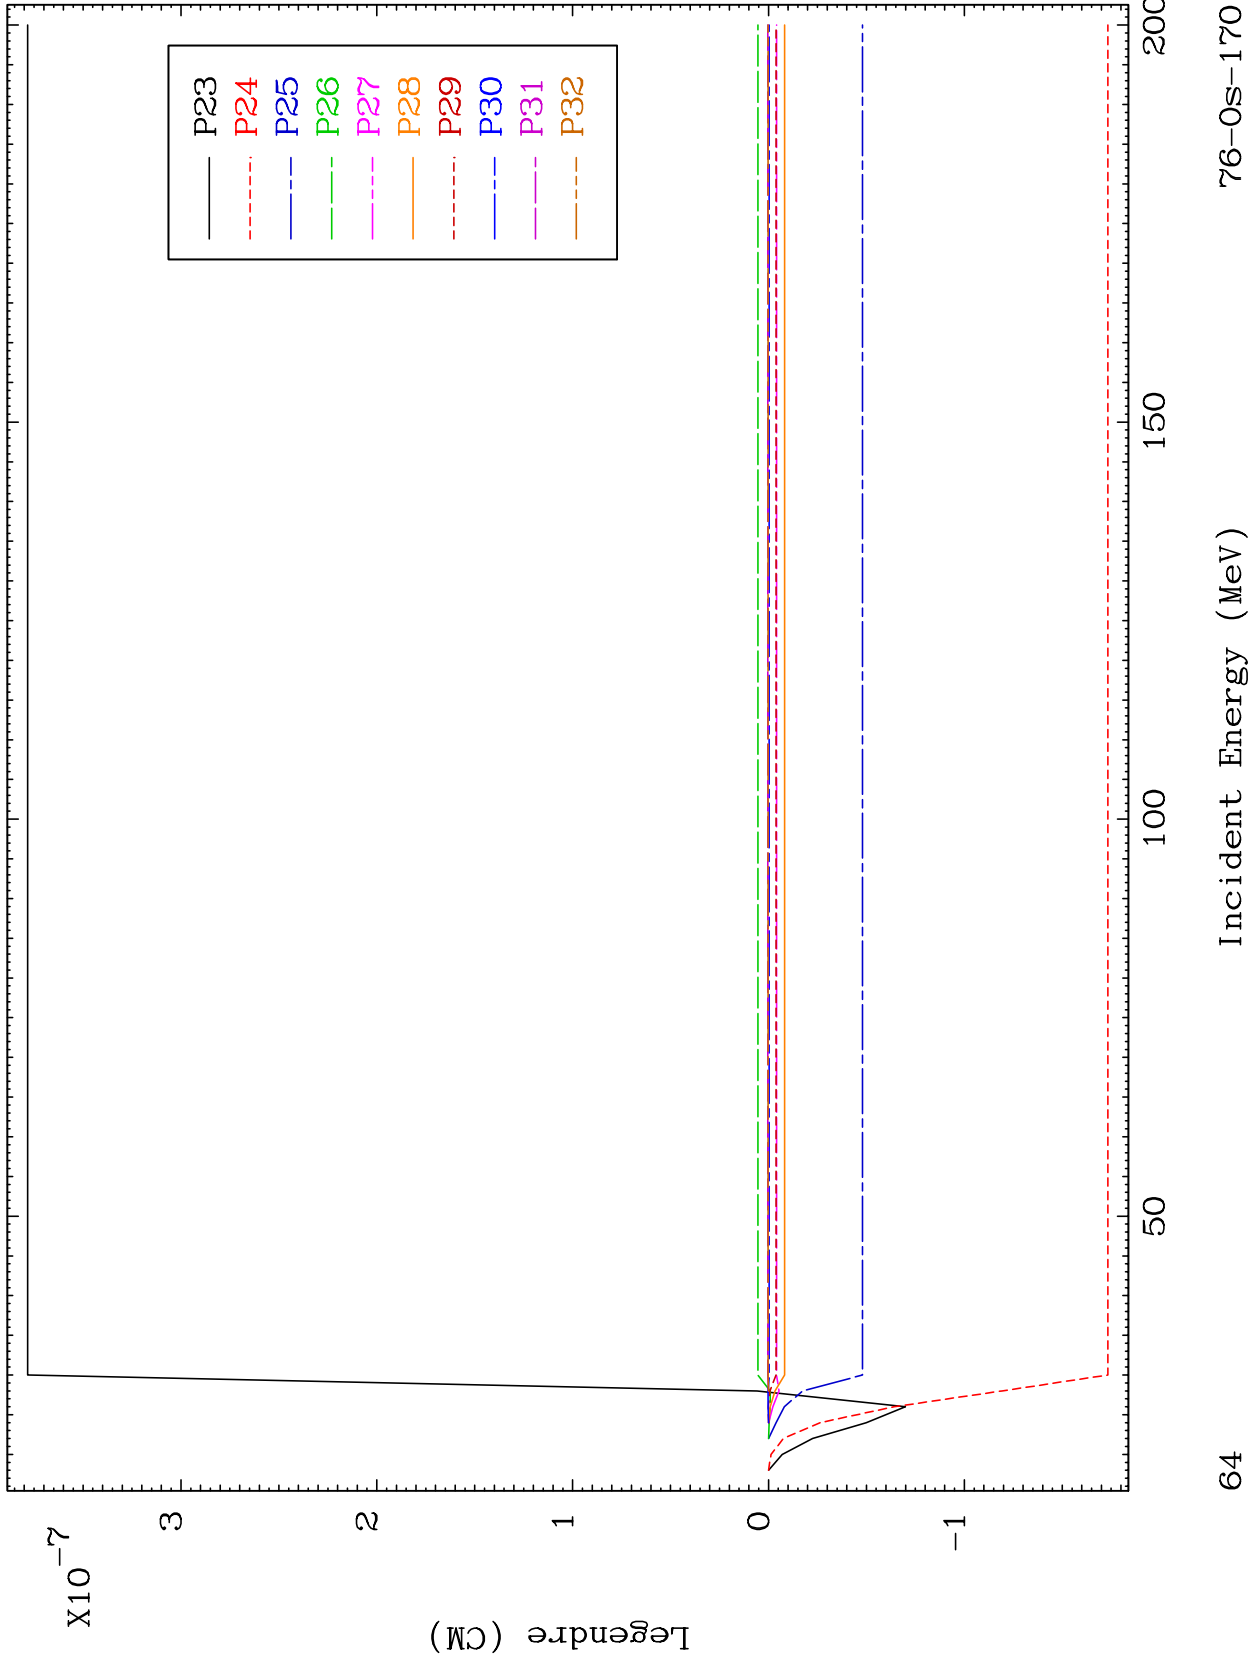 X10-7
3
2
1
0
-1
Legendre (CM)
P23
P24
P25
P26
P27
P28
P29
P30
P31
P32
50
100
150
200
Incident Energy (MeV)
64
76-Os-170